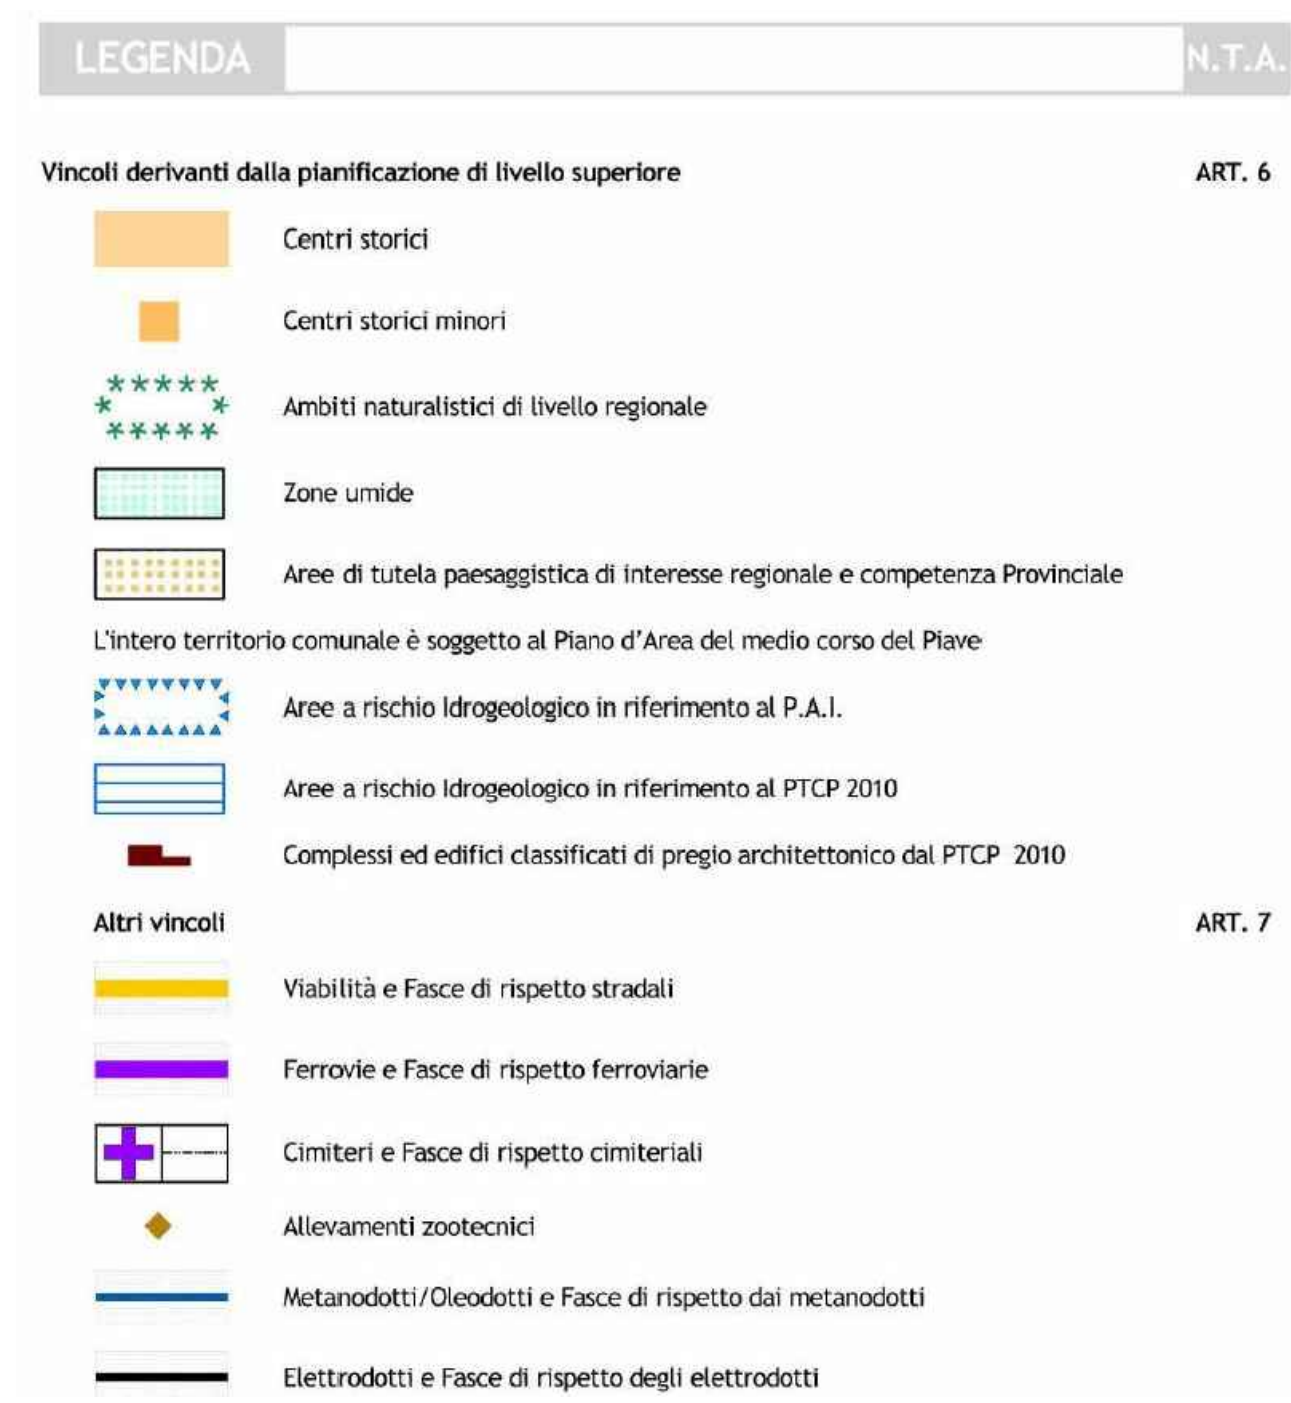 LEGENDA N.T.A.
Vincoli derivanti dalla pianificazione di livello superiore ART. 6
Centri storici
Centri storici minori
Ambiti naturalistici di livello regionale
Zone umide
Aree di tutela paesaggistica di interesse regionale e competenza Provinciale
L'intero territorio comunale è soggetto al Piano d'Area del medio corso del Piave
Aree a rischio Idrogeologico in riferimento al P.A.I.
Aree a rischio Idrogeologico in riferimento al PTCP 2010
Complessi ed edifici classificati di pregio architettonico dal PTCP 2010
Altri vincoli ART. 7
Viabilità e Fasce di rispetto stradali
Ferrovie e Fasce di rispetto ferroviarie
Cimiteri e Fasce di rispetto cimiteriali
Allevamenti zootecnici
Metanodotti/Oleodotti e Fasce di rispetto dai metanodotti
Elettrodotti e Fasce di rispetto degli elettrodotti